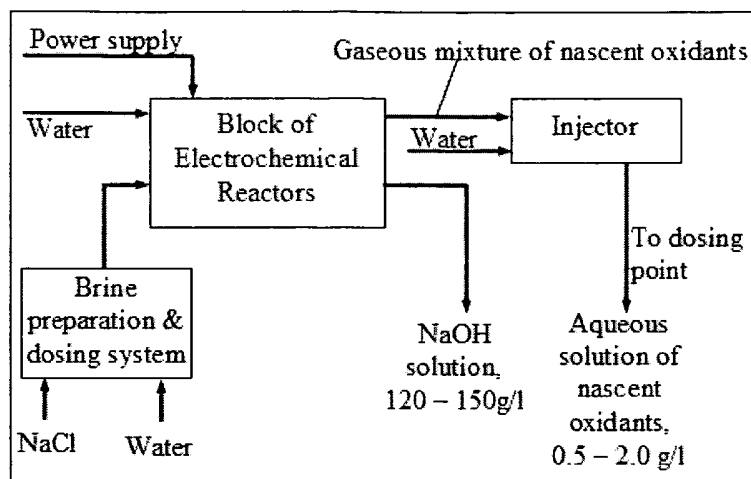 Power supply
Gaseous mixture of nascent oxidants
Water
Block of
Electrochemical
Reactors
Water
Injector
To dosing
point
Brine
preparation &
dosing system
NaOH
solution,
120 – 150g/l
Aqueous
solution of
nascent
oxidants,
0.5 – 2.0 g/l
NaCl
Water